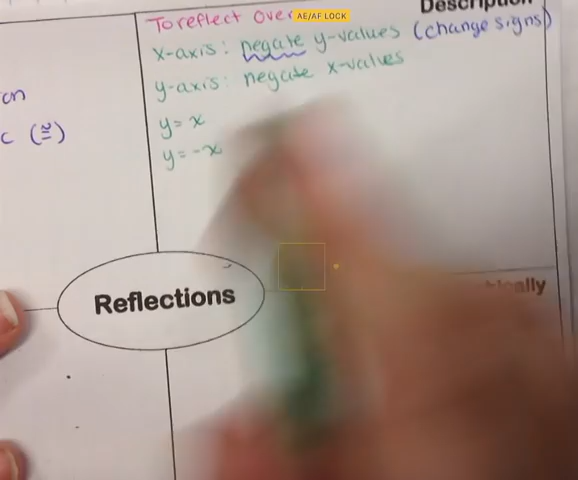 Description
To reflect Over
AE/AF LOCK
x-axis: negate y-values (change signs)
y-axis: negate x-values
on
y = x
c (≅)
y = -x
Reflections